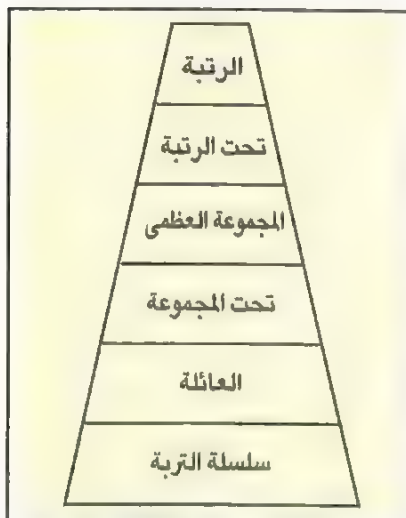 الرتبة
تحت الرتبة
المجموعة العظمى
تحت المجموعة
العائلة
سلسلة التربة